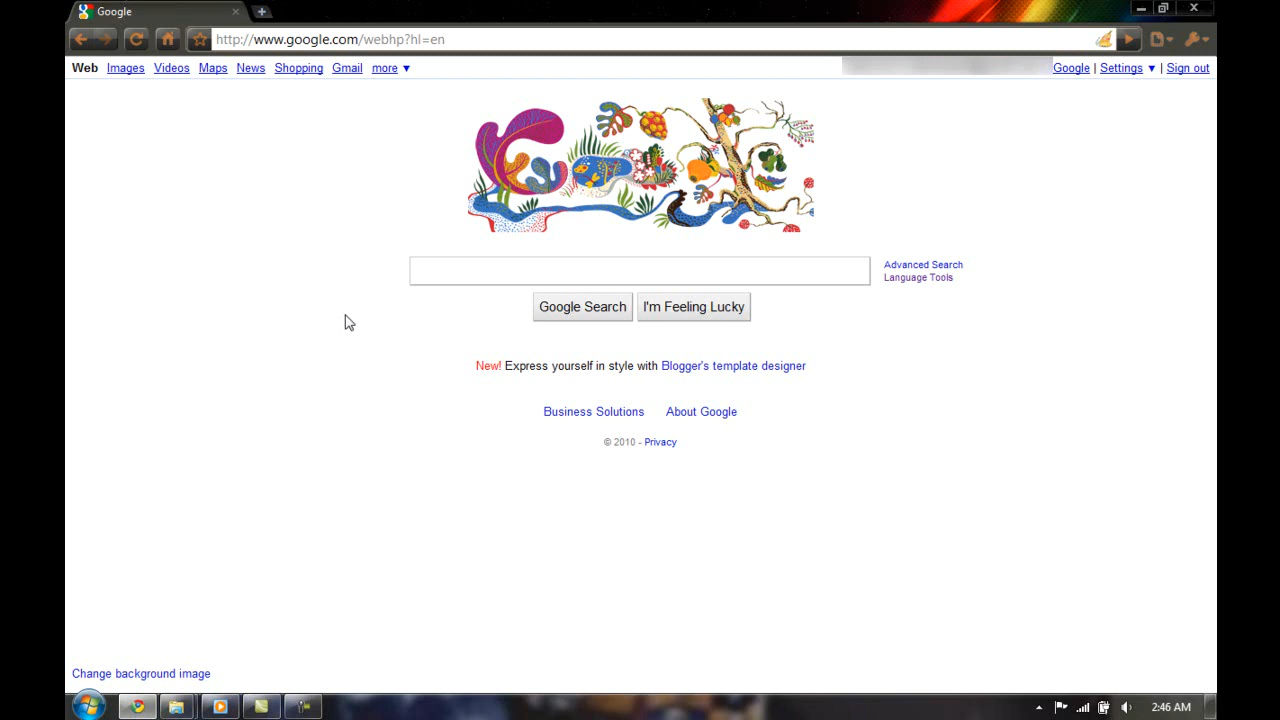 Google
http://www.google.com/webhp?hl=en
Web Images Videos Maps News Shopping Gmail more ▼ Google | Settings ▼ | Sign out
Advanced Search
Language Tools
Google Search I'm Feeling Lucky
New! Express yourself in style with Blogger's template designer
Business Solutions About Google
© 2010 - Privacy
Change background image
2:46 AM